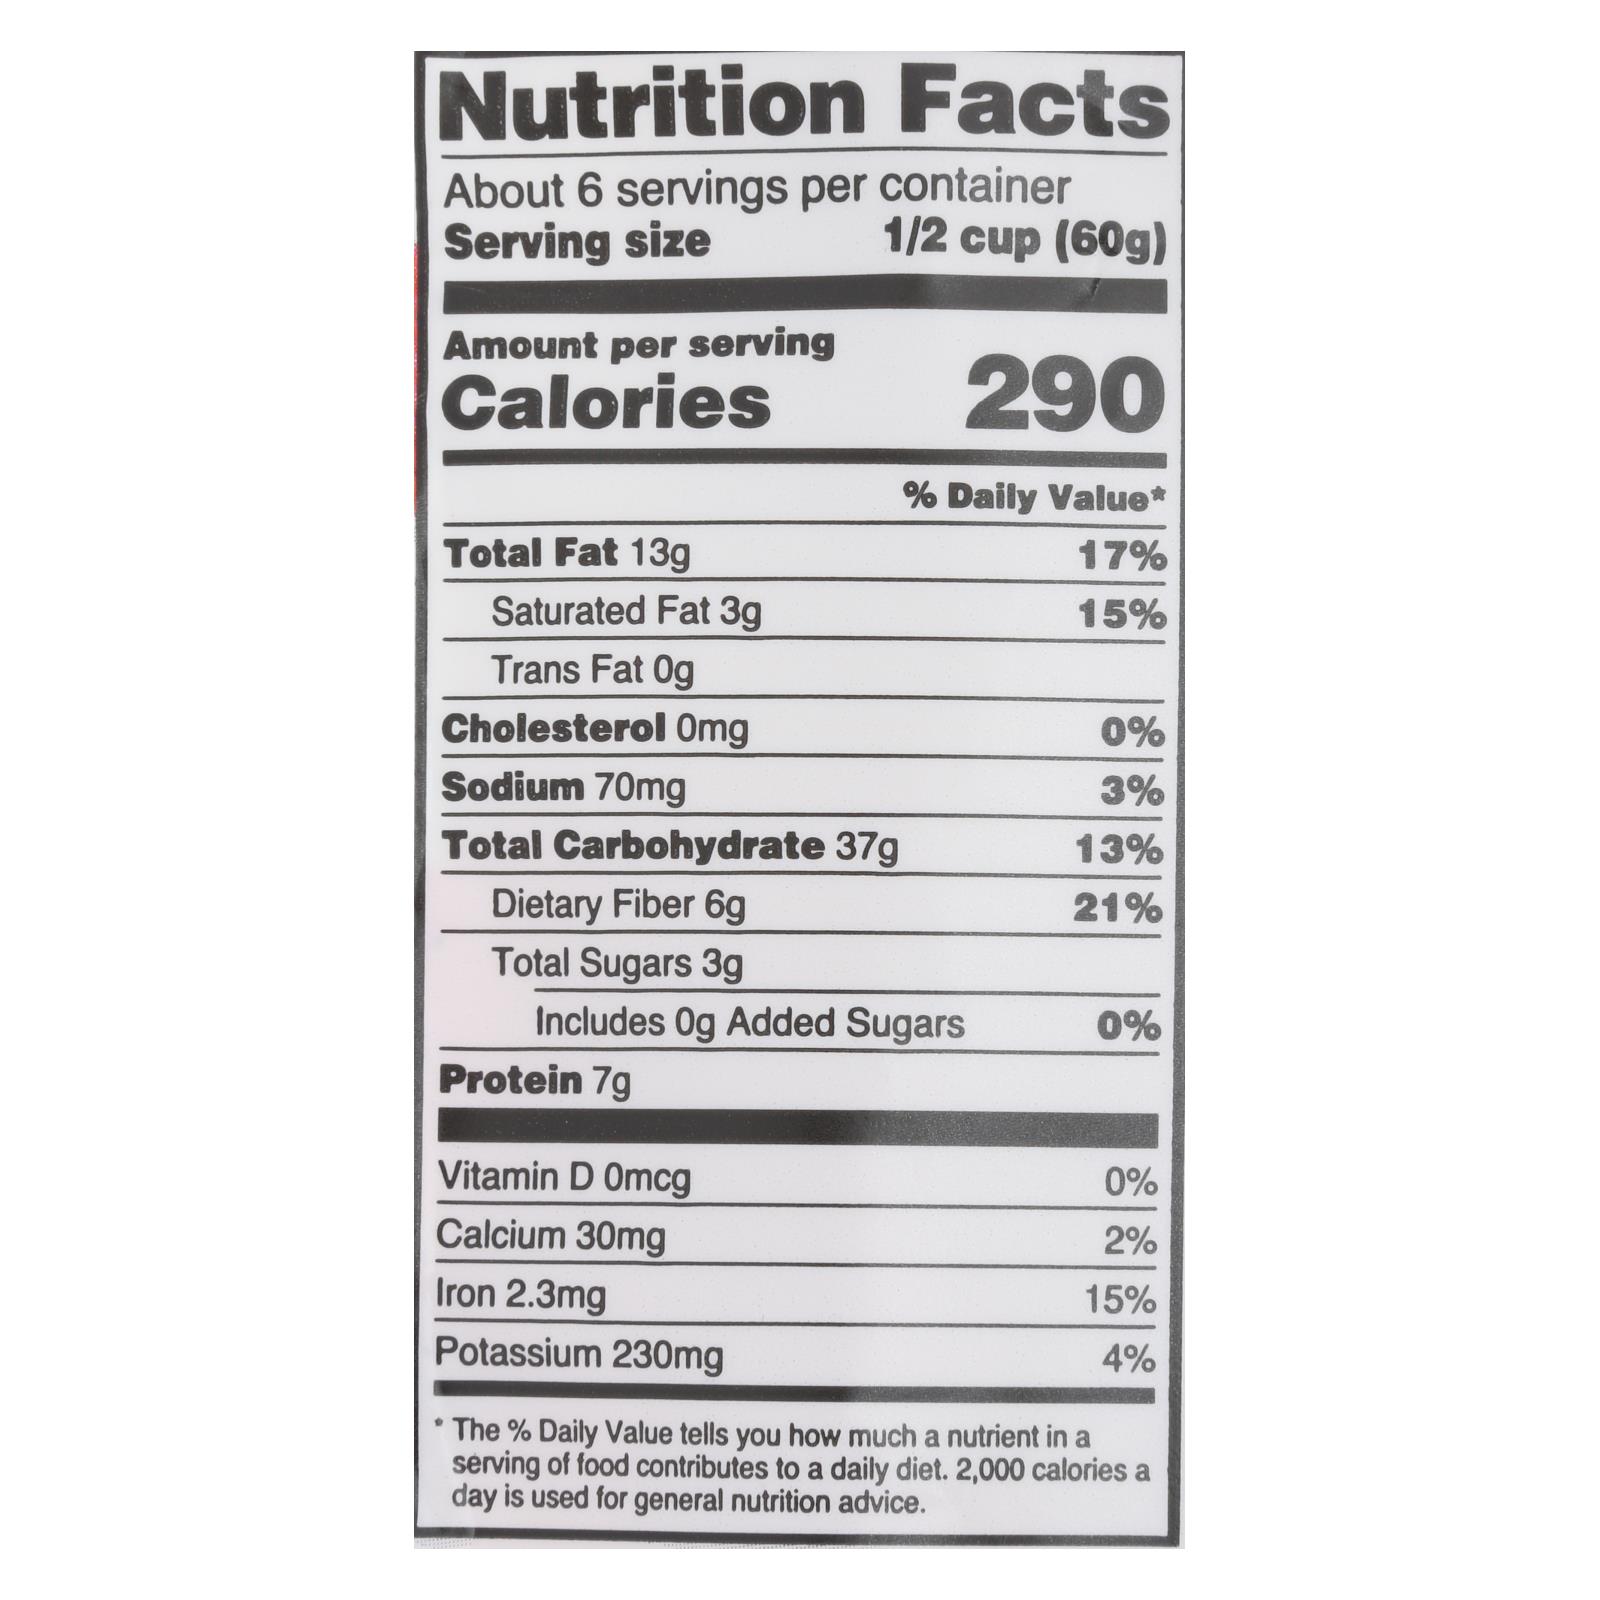 Nutrition Facts
About 6 servings per container
Serving size 1/2 cup (60g)
Amount per serving
Calories 290
% Daily Value*
Total Fat 13g 17%
Saturated Fat 3g 15%
Trans Fat 0g
Cholesterol 0mg 0%
Sodium 70mg 3%
Total Carbohydrate 37g 13%
Dietary Fiber 6g 21%
Total Sugars 3g
Includes 0g Added Sugars 0%
Protein 7g
Vitamin D 0mcg 0%
Calcium 30mg 2%
Iron 2.3mg 15%
Potassium 230mg 4%
* The % Daily Value tells you how much a nutrient in a
serving of food contributes to a daily diet. 2,000 calories a
day is used for general nutrition advice.